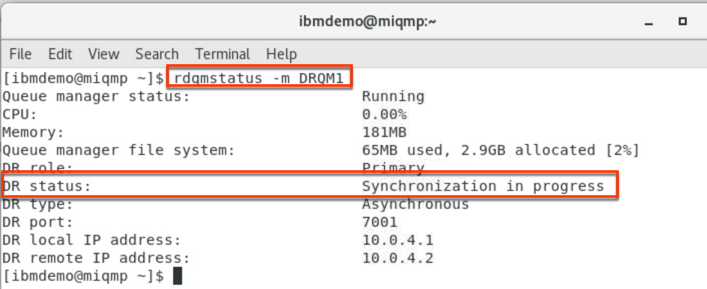 ibmdemo@miqmp:~
File Edit View Search Terminal Help
[ibmdemo@miqmp ~]$ rdqmstatus -m DRQM1
Queue manager status: Running
CPU: 0.00%
Memory: 181MB
Queue manager file system: 65MB used, 2.9GB allocated [2%]
DR role: Primary
DR status: Synchronization in progress
DR type: Asynchronous
DR port: 7001
DR local IP address: 10.0.4.1
DR remote IP address: 10.0.4.2
[ibmdemo@miqmp ~]$